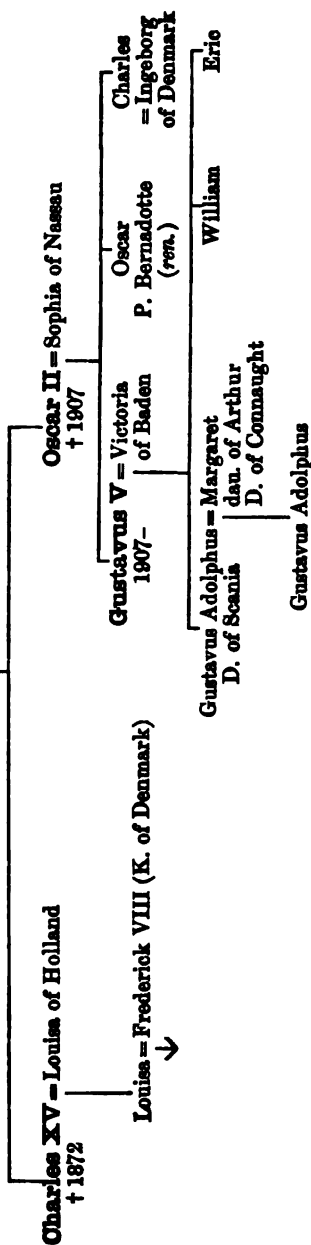 Charles XV = Louisa of Holland
† 1872
Oscar II = Sophia of Nassau
† 1907
Louisa = Frederick VIII (K. of Denmark)
Gustavus V = Victoria
1907– of Baden
Oscar
P. Bernadotte
(ren.)
Charles
= Ingeborg
of Denmark
Gustavus Adolphus = Margaret
D. of Scania dau. of Arthur
D. of Connaught
William
Eric
Gustavus Adolphus